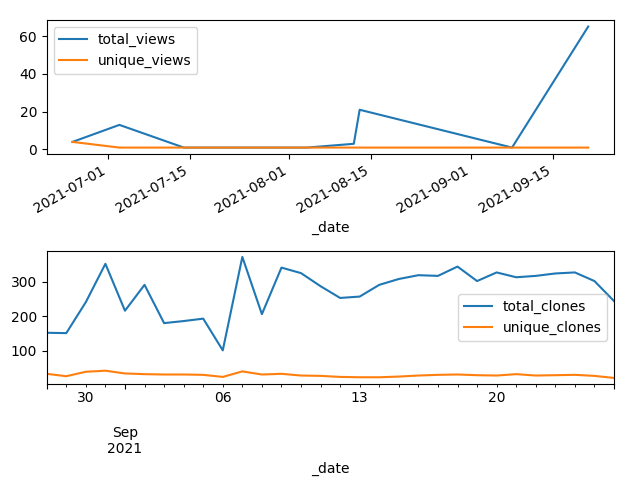 60
40
20
0
total_views
unique_views
2021-07-01
2021-07-15
2021-08-01
2021-08-15
2021-09-01
2021-09-15
_date
300
200
100
total_clones
unique_clones
30
06
13
20
Sep
2021
_date